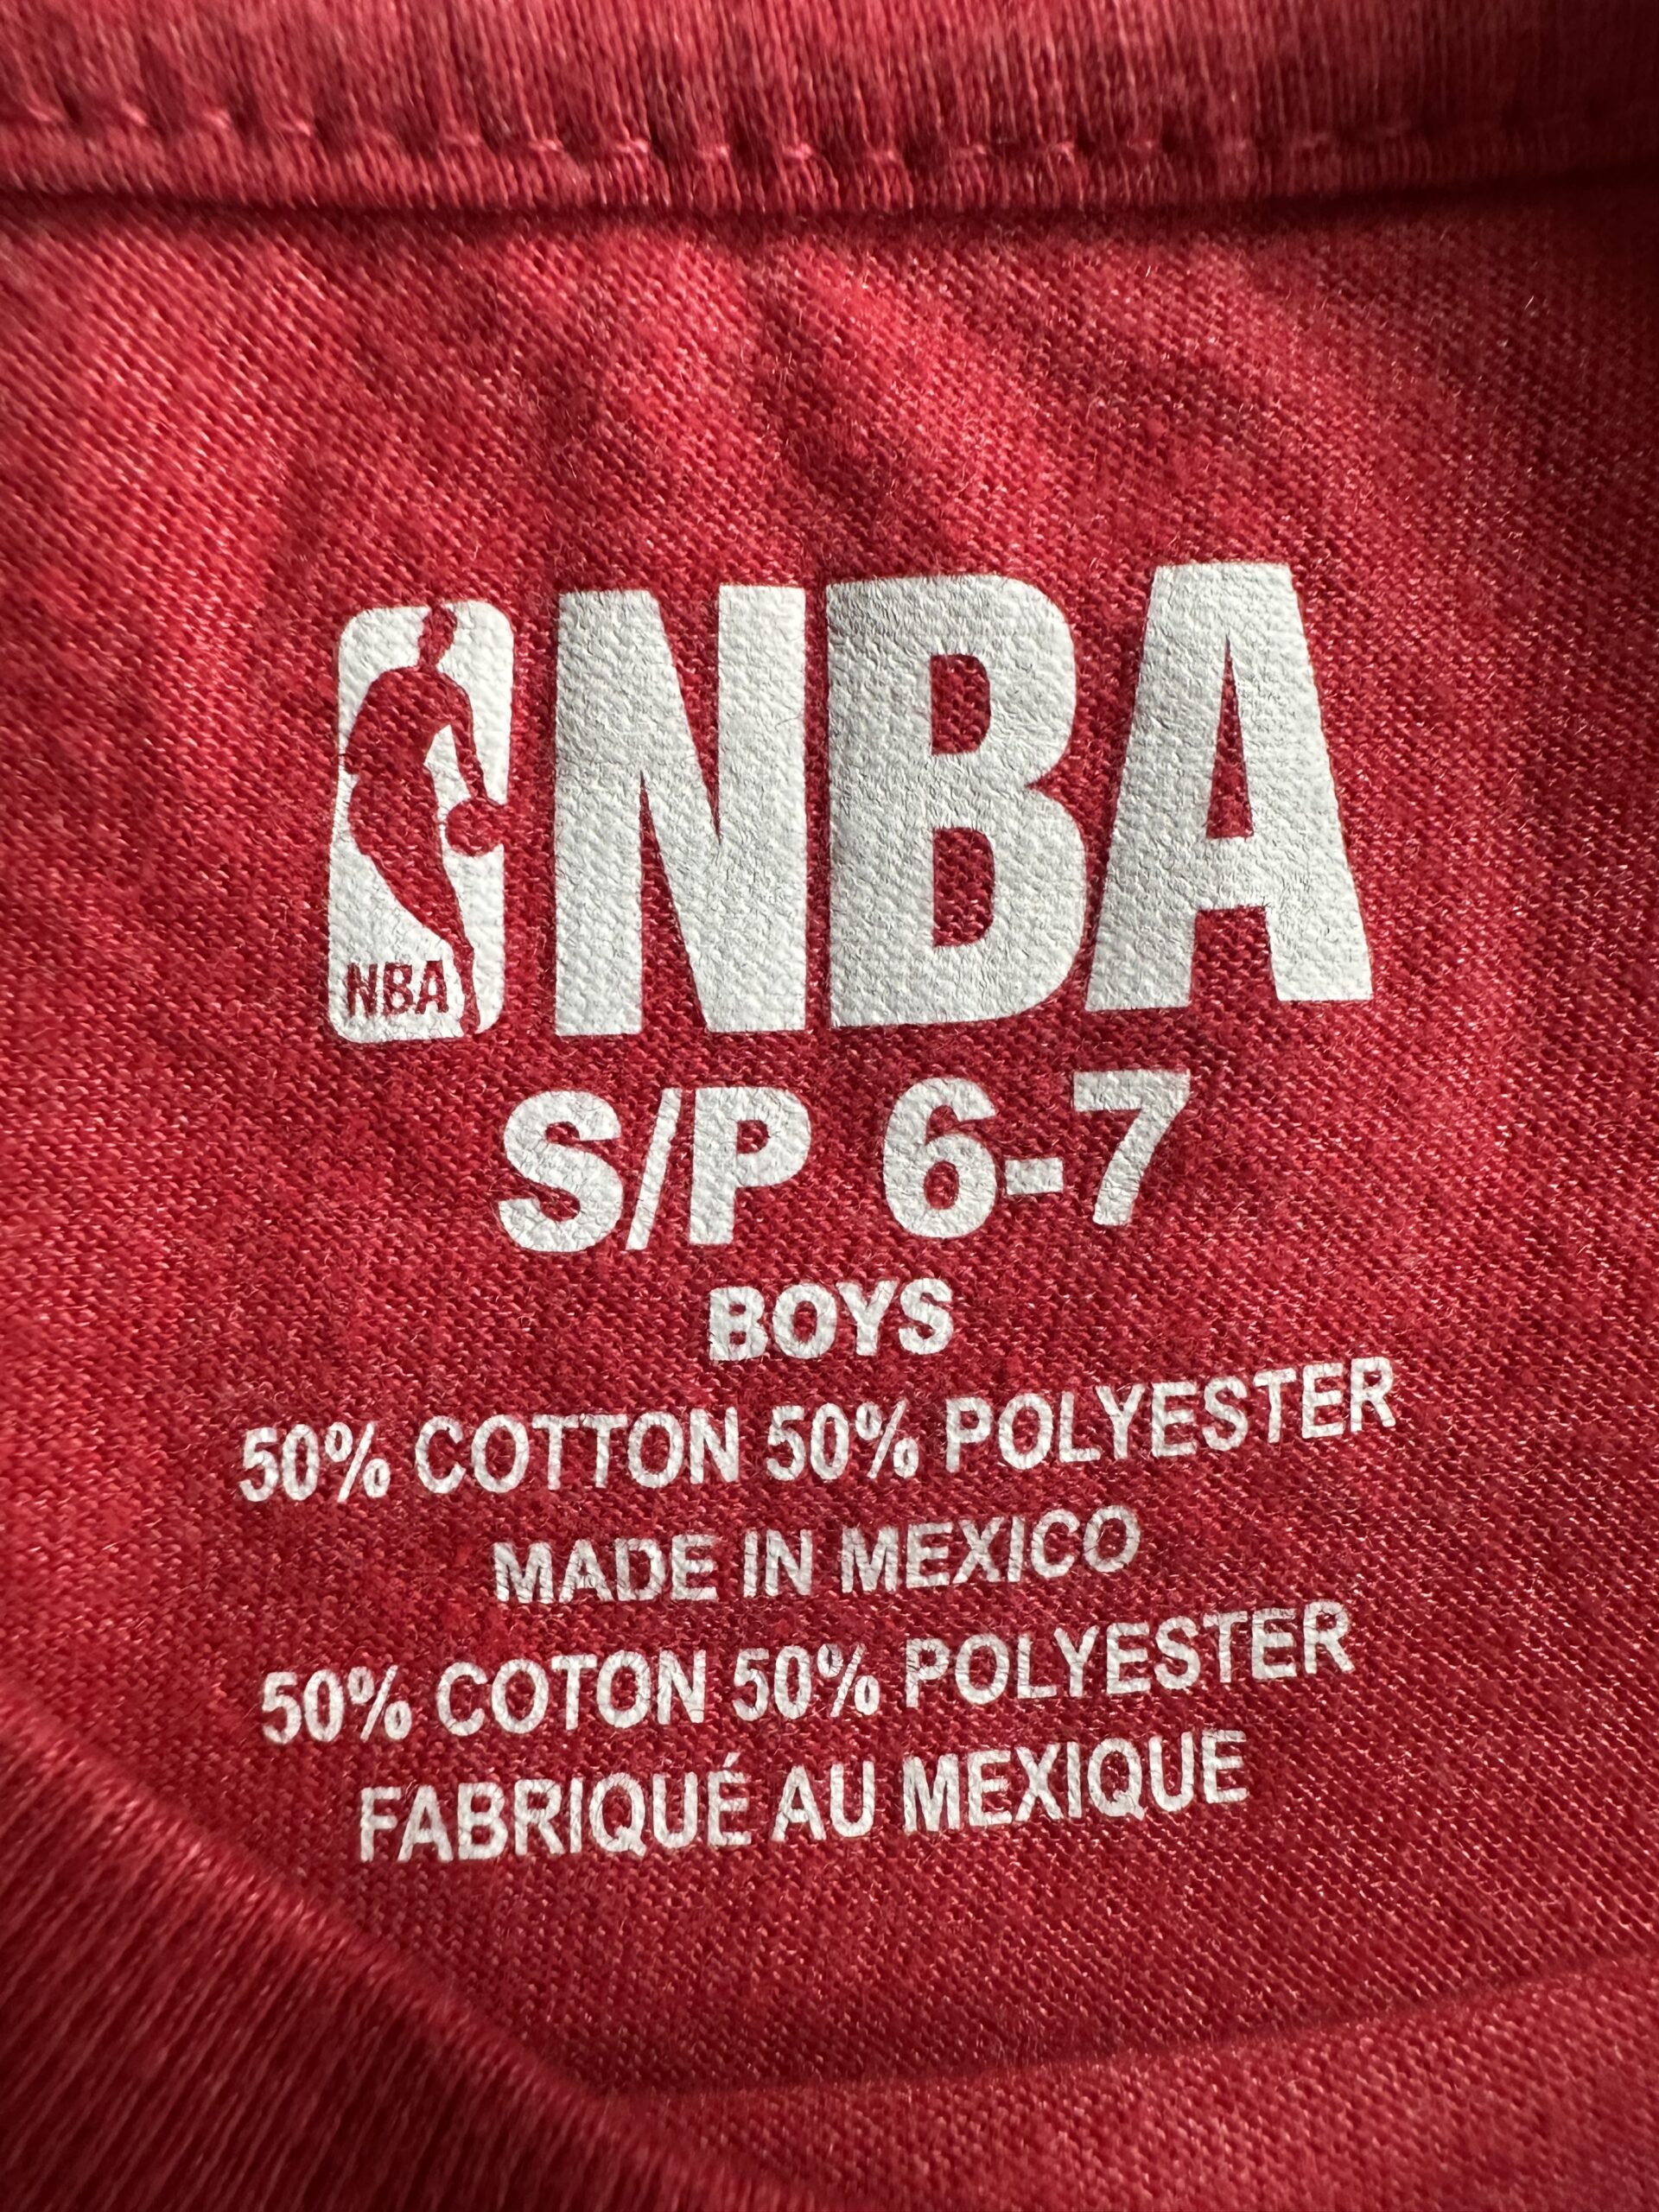 NBA
NBA
S/P 6-7
BOYS
50% COTTON 50% POLYESTER
MADE IN MEXICO
50% COTON 50% POLYESTER
FABRIQUÉ AU MEXIQUE